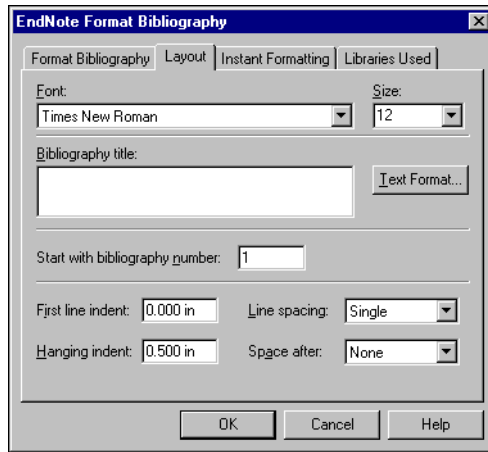 EndNote Format Bibliography
Format Bibliography Layout Instant Formatting Libraries Used
Font: Size:
Times New Roman 12
Bibliography title:
Text Format...
Start with bibliography number: 1
First line indent: 0.000 in Line spacing: Single
Hanging indent: 0.500 in Space after: None
OK Cancel Help